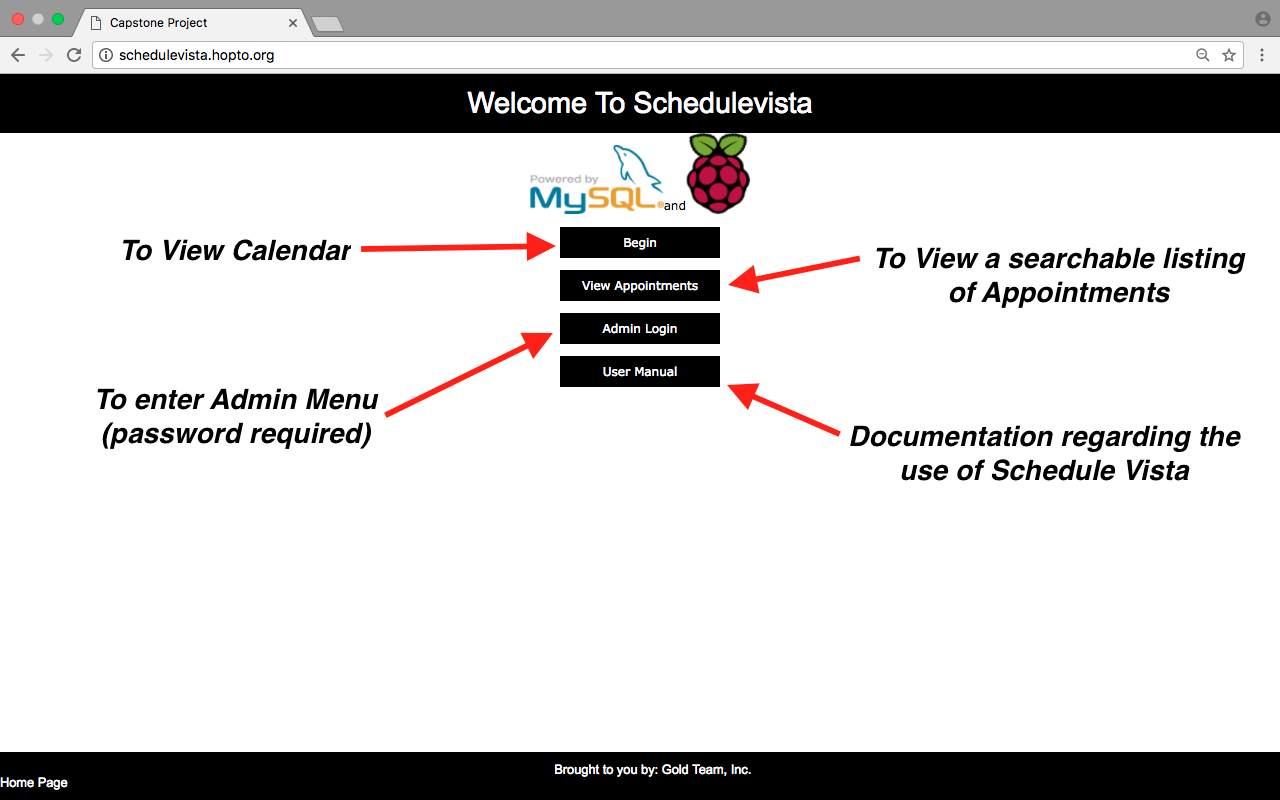 Capstone Project
schedulevista.hopto.org
Welcome To Schedulevista
Powered by
MySQL® and
Begin
To View Calendar
To View a searchable listing
of Appointments
View Appointments
Admin Login
User Manual
To enter Admin Menu
(password required)
Documentation regarding the
use of Schedule Vista
Brought to you by: Gold Team, Inc.
Home Page